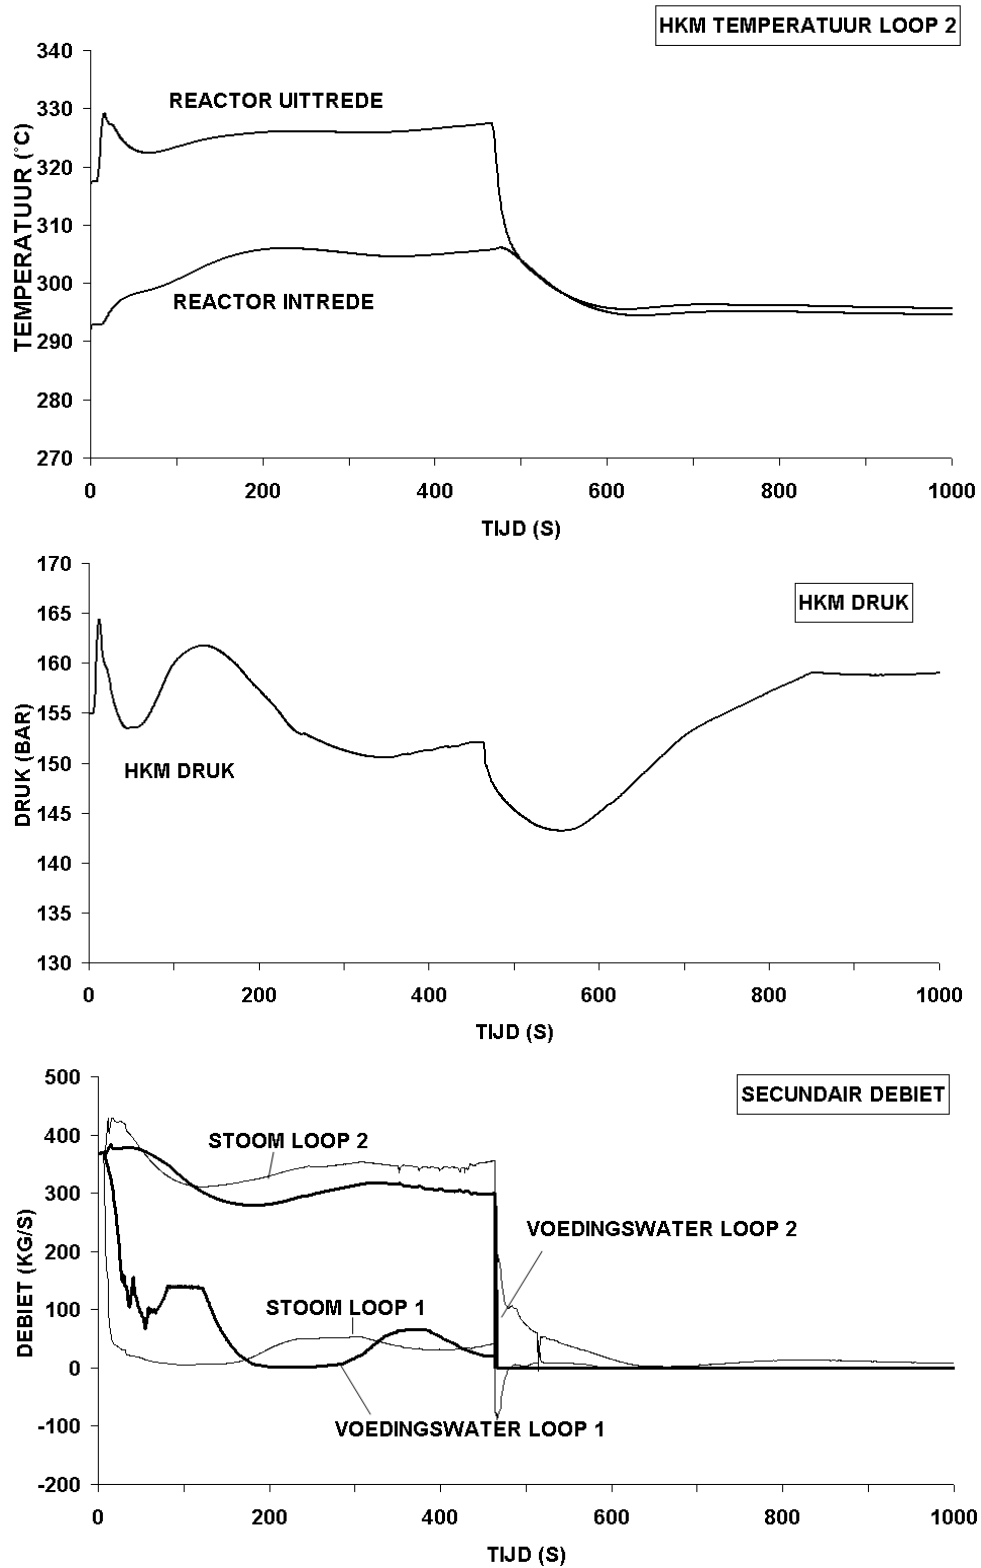 HKM TEMPERATUUR LOOP 2
340
330
320
310
300
290
280
270
TEMPERATUUR (˚C)
REACTOR UITTREDE
REACTOR INTREDE
0 200 400 600 800 1000
TIJD (S)
HKM DRUK
170
165
160
155
150
145
140
135
130
DRUK (BAR)
HKM DRUK
0 200 400 600 800 1000
TIJD (S)
SECUNDAIR DEBIET
500
400
300
200
100
0
-100
-200
DEBIET (KG/S)
STOOM LOOP 2
VOEDINGSWATER LOOP 2
STOOM LOOP 1
VOEDINGSWATER LOOP 1
0 200 400 600 800 1000
TIJD (S)